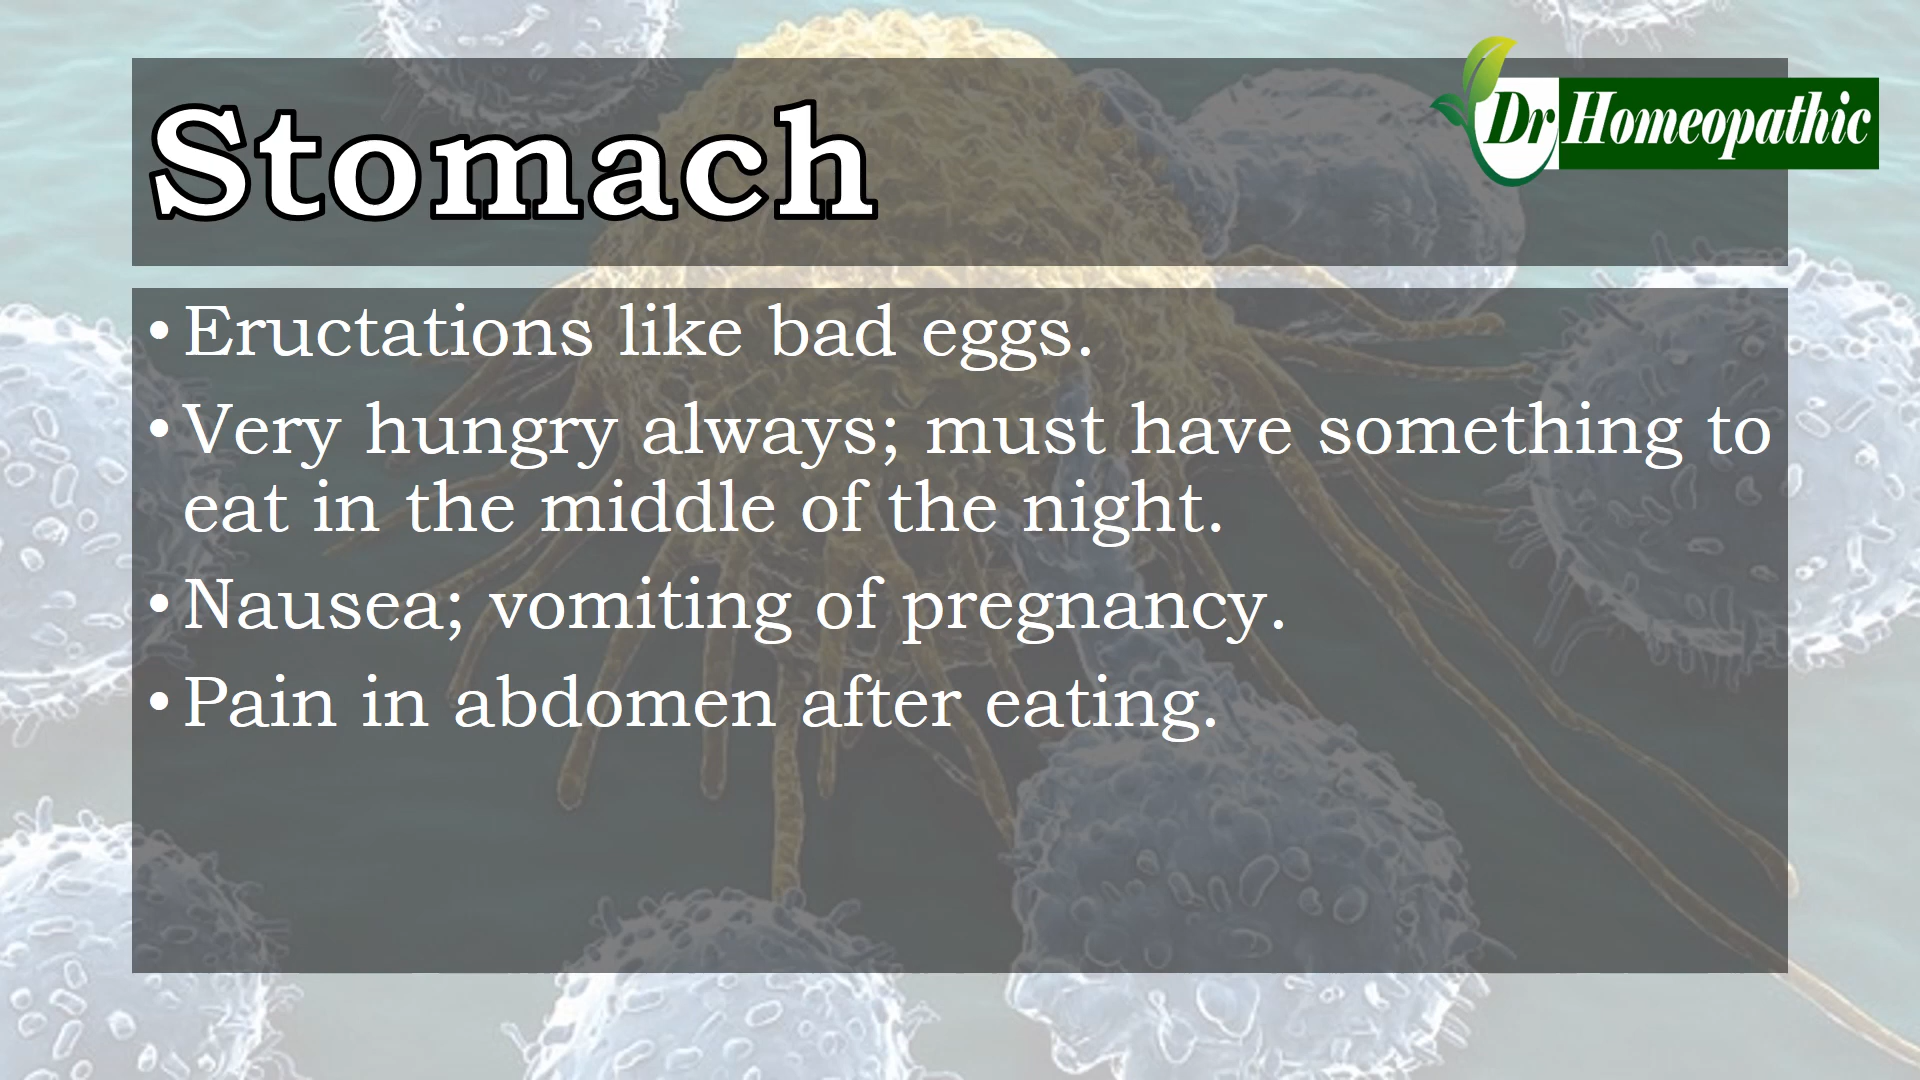 Stomach
Dr Homeopathic
• Eructations like bad eggs.
• Very hungry always; must have something to
eat in the middle of the night.
• Nausea; vomiting of pregnancy.
• Pain in abdomen after eating.